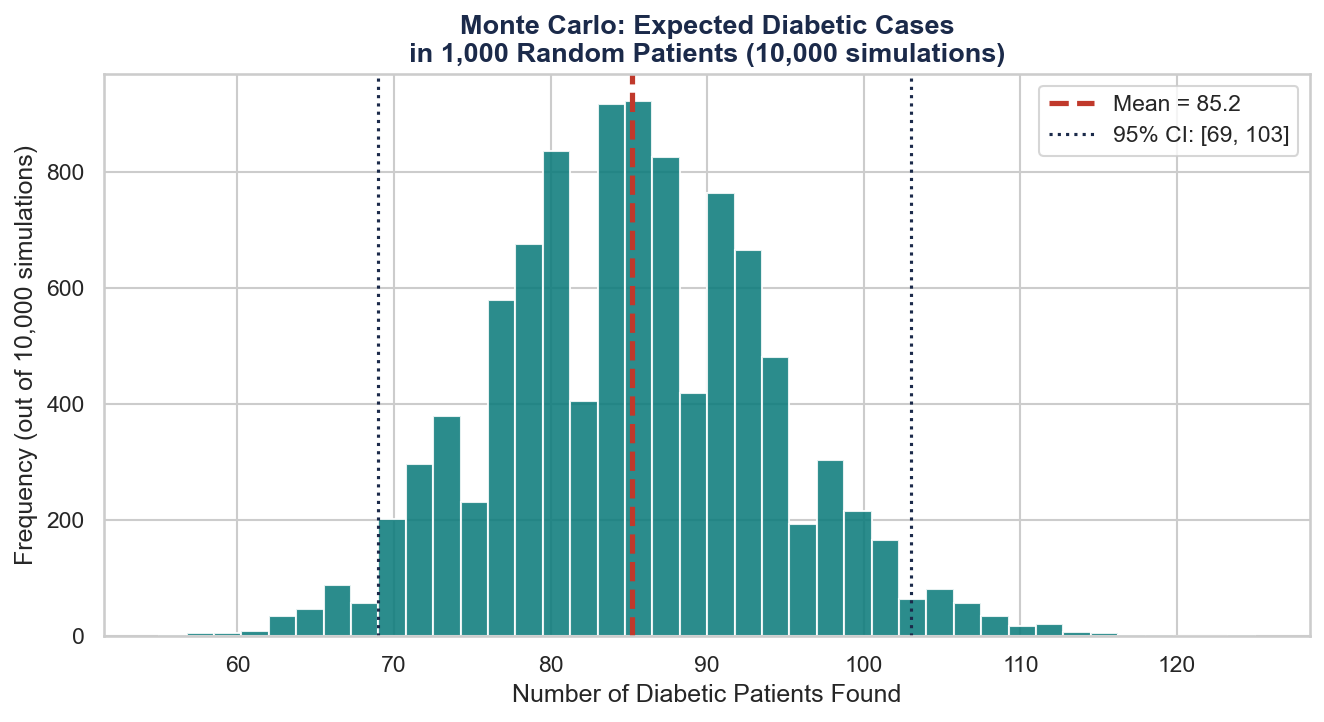 Monte Carlo: Expected Diabetic Cases
in 1,000 Random Patients (10,000 simulations)
Mean = 85.2
95% CI: [69, 103]
Frequency (out of 10,000 simulations)
800
600
400
200
0
60 70 80 90 100 110 120
Number of Diabetic Patients Found